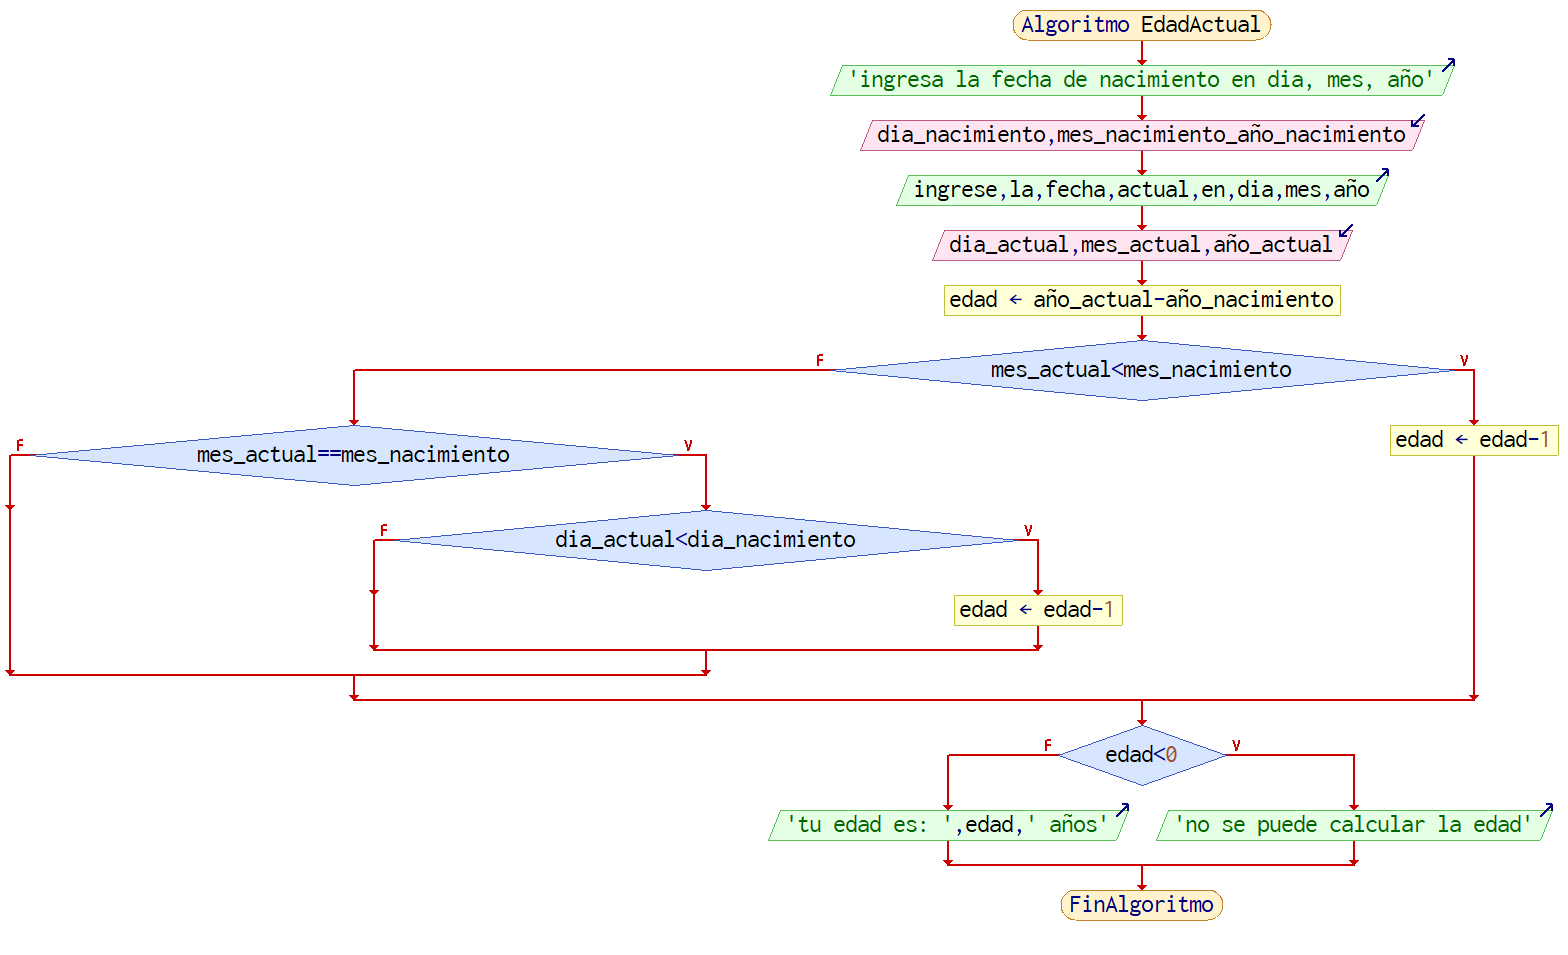 Algoritmo EdadActual
'ingresa la fecha de nacimiento en dia, mes, año'
dia_nacimiento,mes_nacimiento_año_nacimiento
ingrese,la,fecha,actual,en,dia,mes,año
dia_actual,mes_actual,año_actual
edad ← año_actual-año_nacimiento
F
mes_actual<mes_nacimiento
V
F
mes_actual==mes_nacimiento
V
edad ← edad-1
F
dia_actual<dia_nacimiento
V
edad ← edad-1
F
edad<0
V
'tu edad es: ',edad,' años'
'no se puede calcular la edad'
FinAlgoritmo